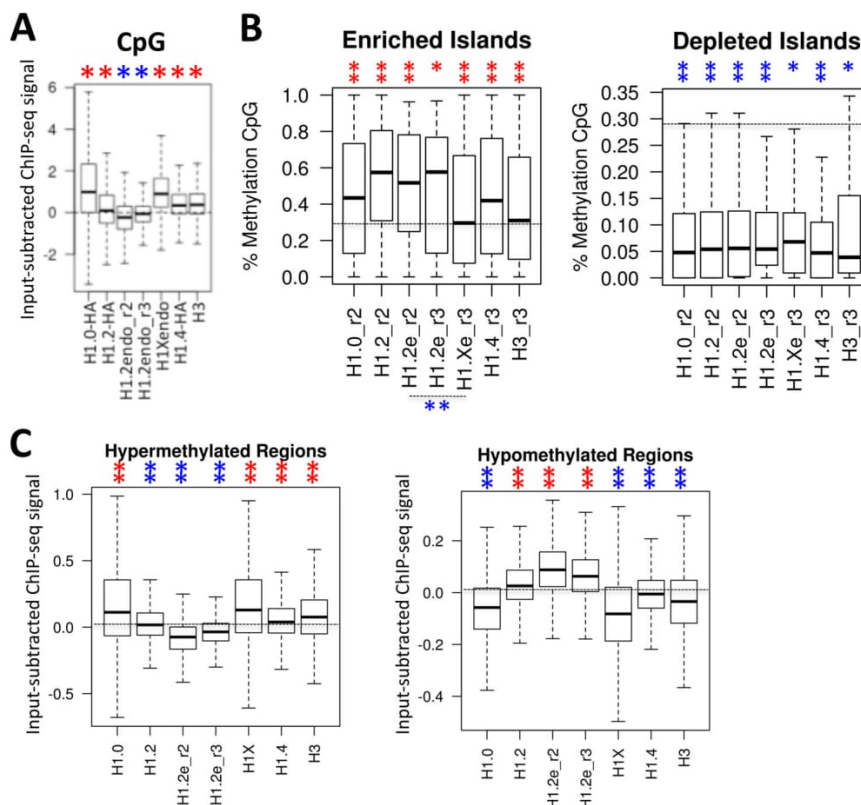 A
CpG
* * * * * * *
Input-subtracted ChIP-seq signal
6
4
2
0
-2
H1.0-HA
H1.2-HA
H1.2endo_r2
H1.2endo_r3
H1Xendo
H1.4-HA
H3
B
Enriched Islands
** ** ** * ** ** **
% Methylation CpG
1.0
0.8
0.6
0.4
0.2
0.0
H1.0_r2
H1.2_r2
H1.2e_r2
H1.2e_r3
H1.Xe_r3
H1.4_r3
H3_r3
**
Depleted Islands
** ** ** ** * ** *
% Methylation CpG
0.35
0.30
0.25
0.20
0.15
0.10
0.05
0.00
H1.0_r2
H1.2_r2
H1.2e_r2
H1.2e_r3
H1.Xe_r3
H1.4_r3
H3_r3
C
Hypermethylated Regions
** ** ** ** ** ** **
Input-subtracted ChIP-seq signal
1.0
0.5
0.0
-0.5
H1.0
H1.2
H1.2e_r2
H1.2e_r3
H1X
H1.4
H3
Hypomethylated Regions
** ** ** ** ** ** **
Input-subtracted ChIP-seq signal
0.2
0.0
-0.2
-0.4
H1.0
H1.2
H1.2e_r2
H1.2e_r3
H1X
H1.4
H3